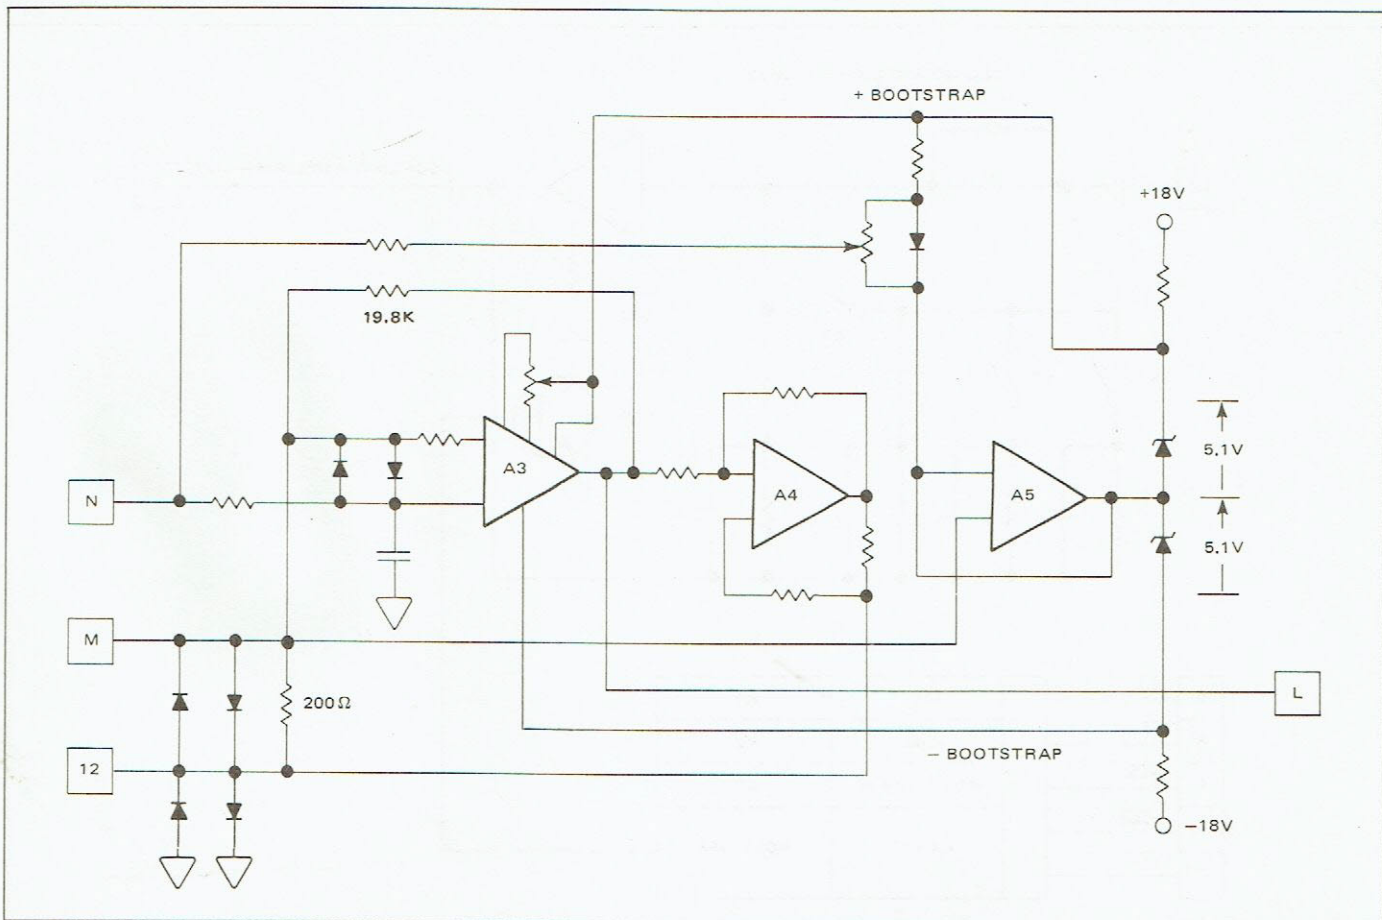 + BOOTSTRAP
+18V
19.8K
A3
5.1V
N
A4
A5
5.1V
M
200Ω
L
12
− BOOTSTRAP
−18V